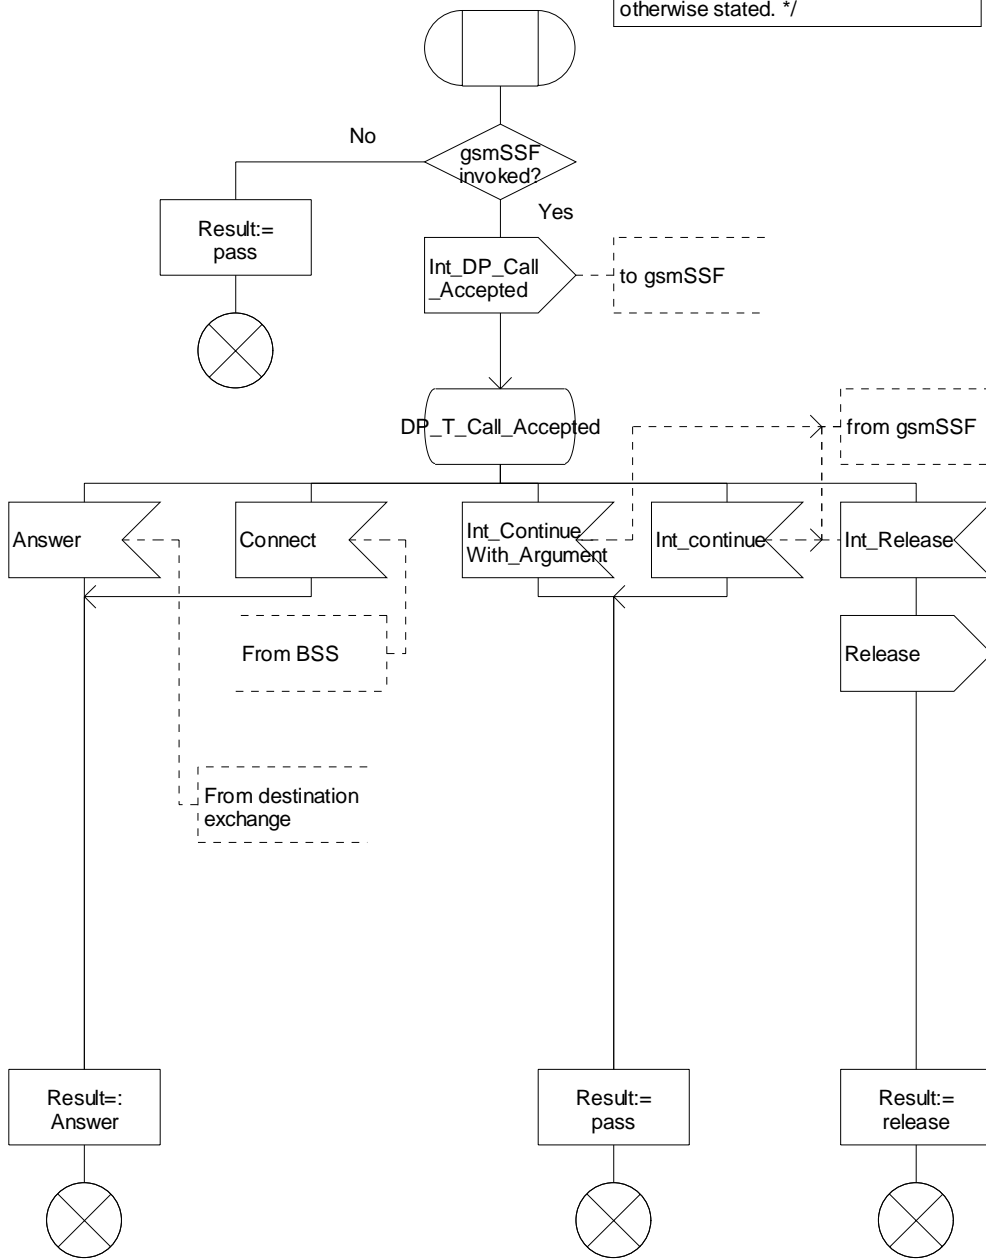 otherwise stated. */
No
gsmSSF
invoked?
Yes
Result:=
pass
Int_DP_Call
_Accepted
to gsmSSF
DP_T_Call_Accepted
from gsmSSF
Answer
Connect
Int_Continue_
With_Argument
Int_continue
Int_Release
From BSS
Release
From destination
exchange
Result=:
Answer
Result:=
pass
Result:=
release